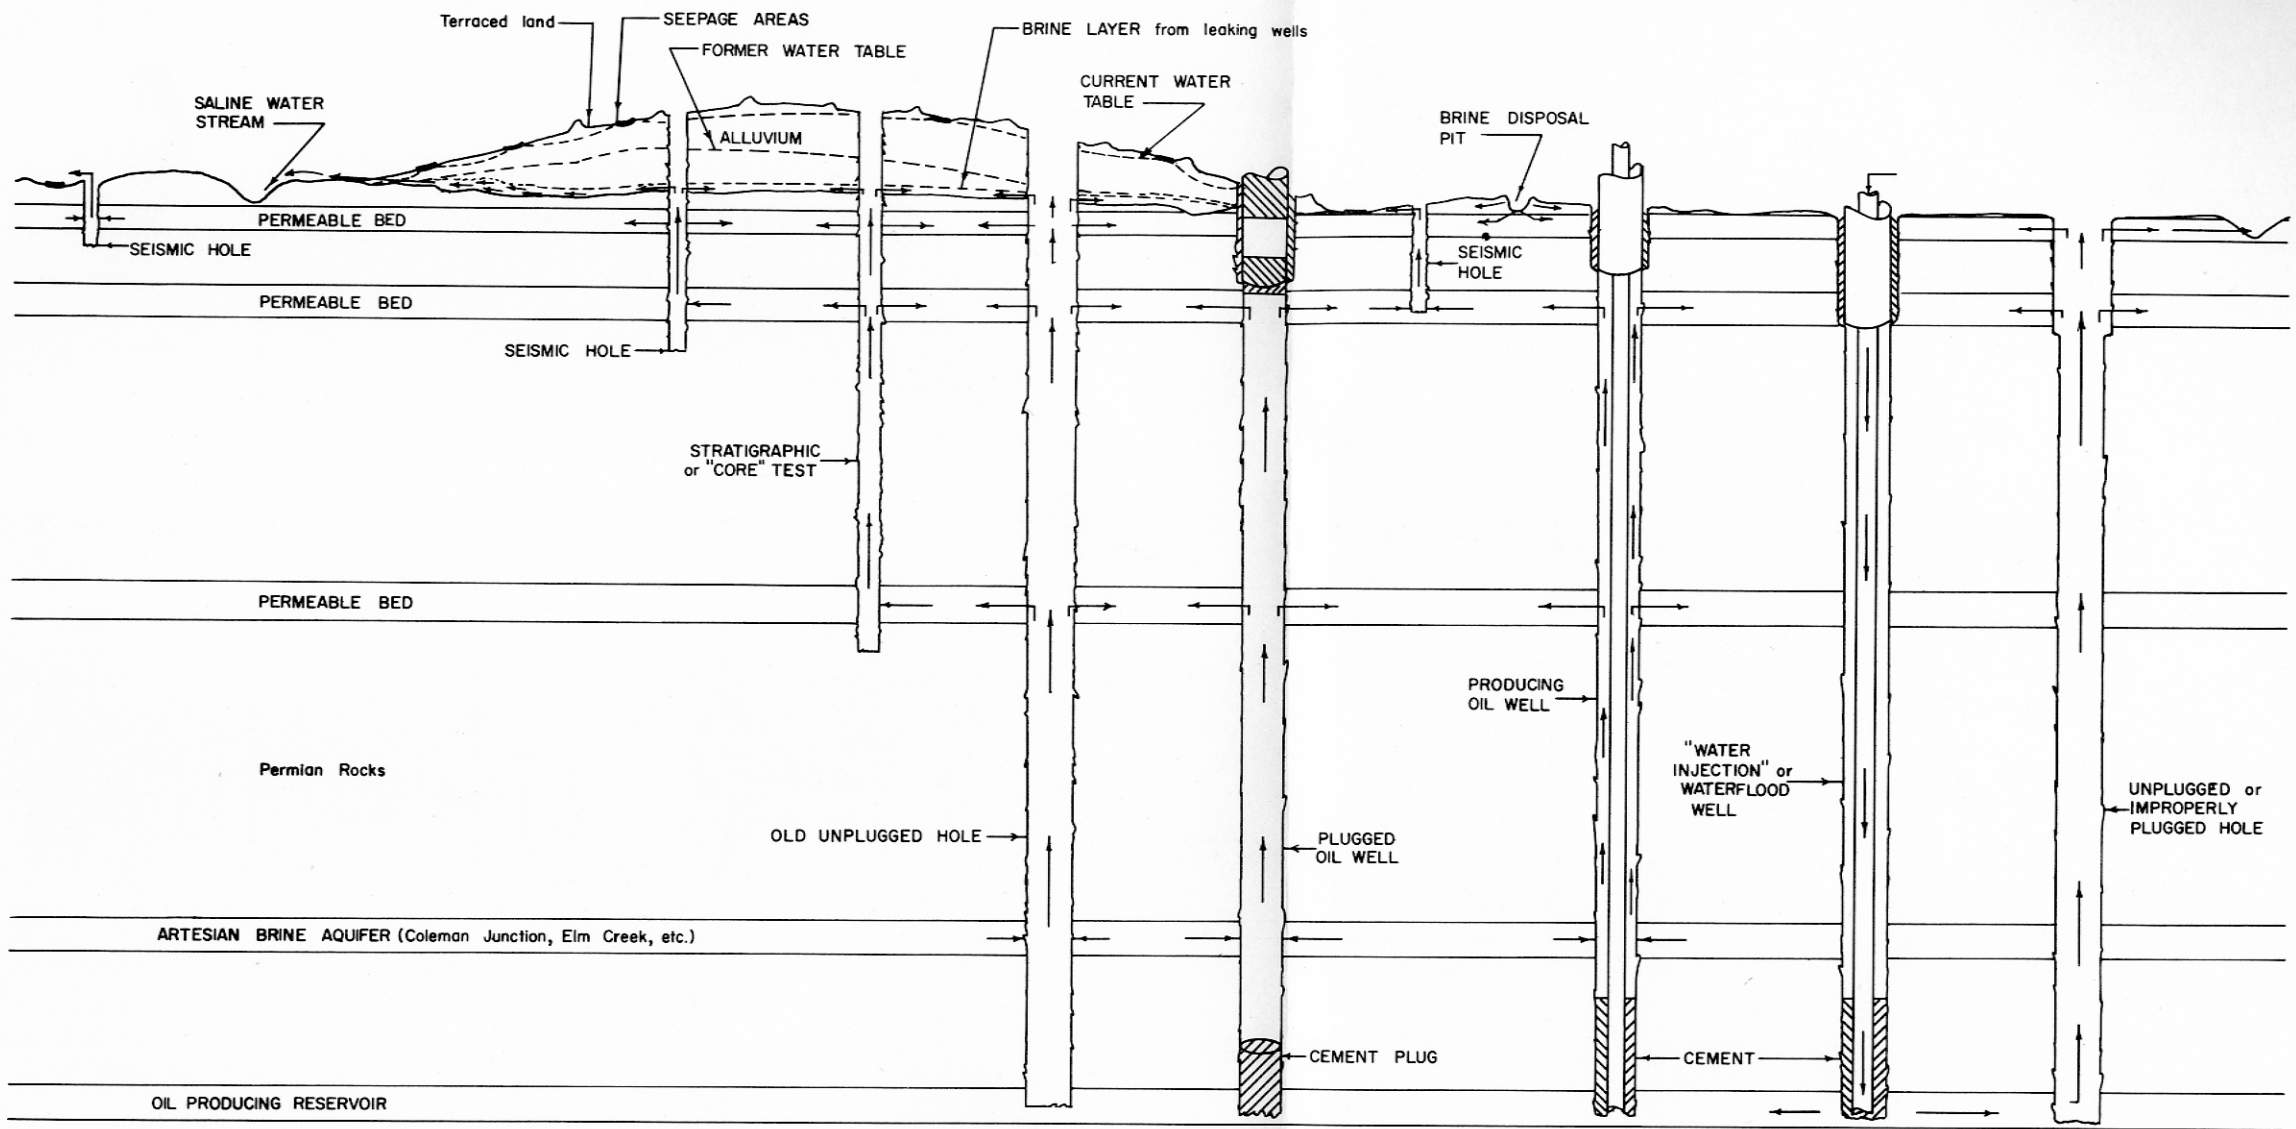 Terraced land
SEEPAGE AREAS
FORMER WATER TABLE
BRINE LAYER from leaking wells
CURRENT WATER
TABLE
SALINE WATER
STREAM
BRINE DISPOSAL
PIT
ALLUVIUM
PERMEABLE BED
SEISMIC HOLE
SEISMIC
HOLE
PERMEABLE BED
SEISMIC HOLE
STRATIGRAPHIC
or "CORE" TEST
PERMEABLE BED
PRODUCING
OIL WELL
Permian Rocks
"WATER
INJECTION" or
WATERFLOOD
WELL
UNPLUGGED or
IMPROPERLY
PLUGGED HOLE
OLD UNPLUGGED HOLE
PLUGGED
OIL WELL
ARTESIAN BRINE AQUIFER (Coleman Junction, Elm Creek, etc.)
CEMENT PLUG
CEMENT
OIL PRODUCING RESERVOIR